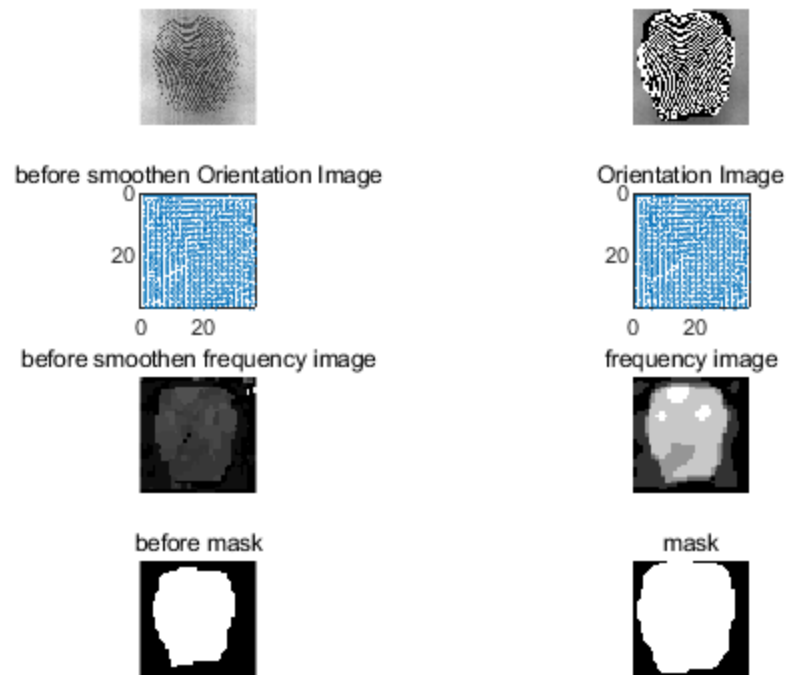 before smoothen Orientation Image
0
20
0 20
Orientation Image
0
20
0 20
before smoothen frequency image
frequency image
before mask
mask